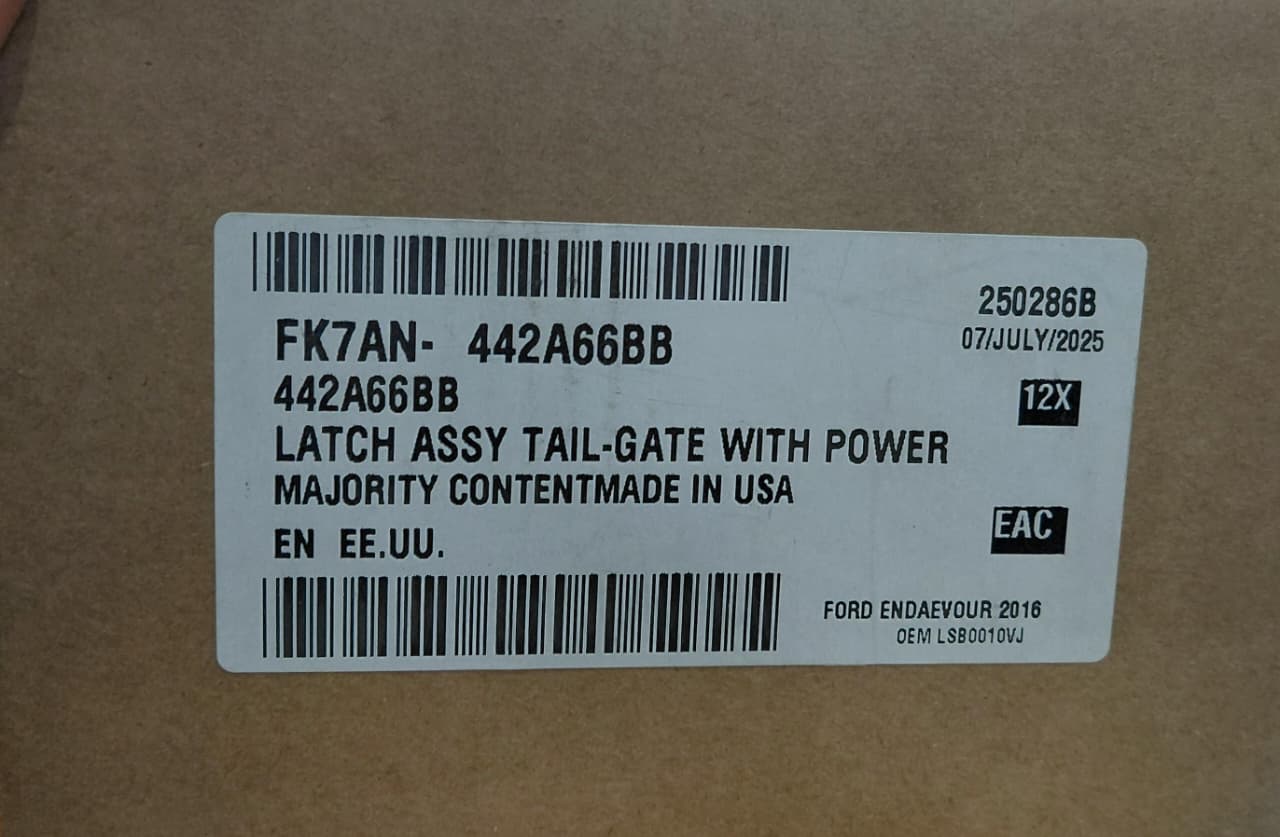 250286B
07/JULY/2025
FK7AN- 442A66BB
442A66BB
12X
LATCH ASSY TAIL-GATE WITH POWER
MAJORITY CONTENTMADE IN USA
EAC
EN EE.UU.
FORD ENDAEVOUR 2016
OEM LSB0010VJ